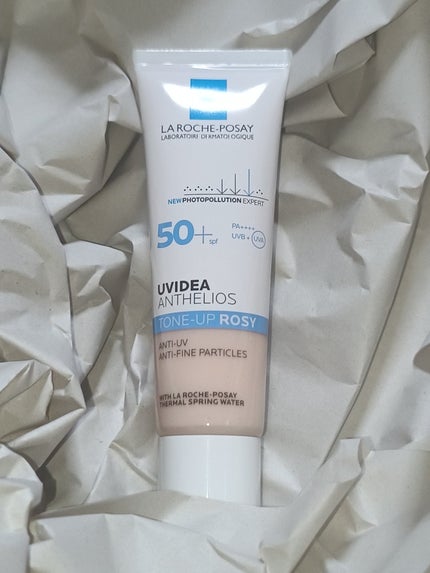 LA ROCHE-POSAY
LABORATOIRE DERMATOLOGIQUE
NEW PHOTOPOLLUTION EXPERT
50+ spf
PA++++
UVB + UVA
UVIDEA
ANTHELIOS
TONE-UP ROSY
ANTI-UV
ANTI-FINE PARTICLES
WITH LA ROCHE-POSAY
THERMAL SPRING WATER